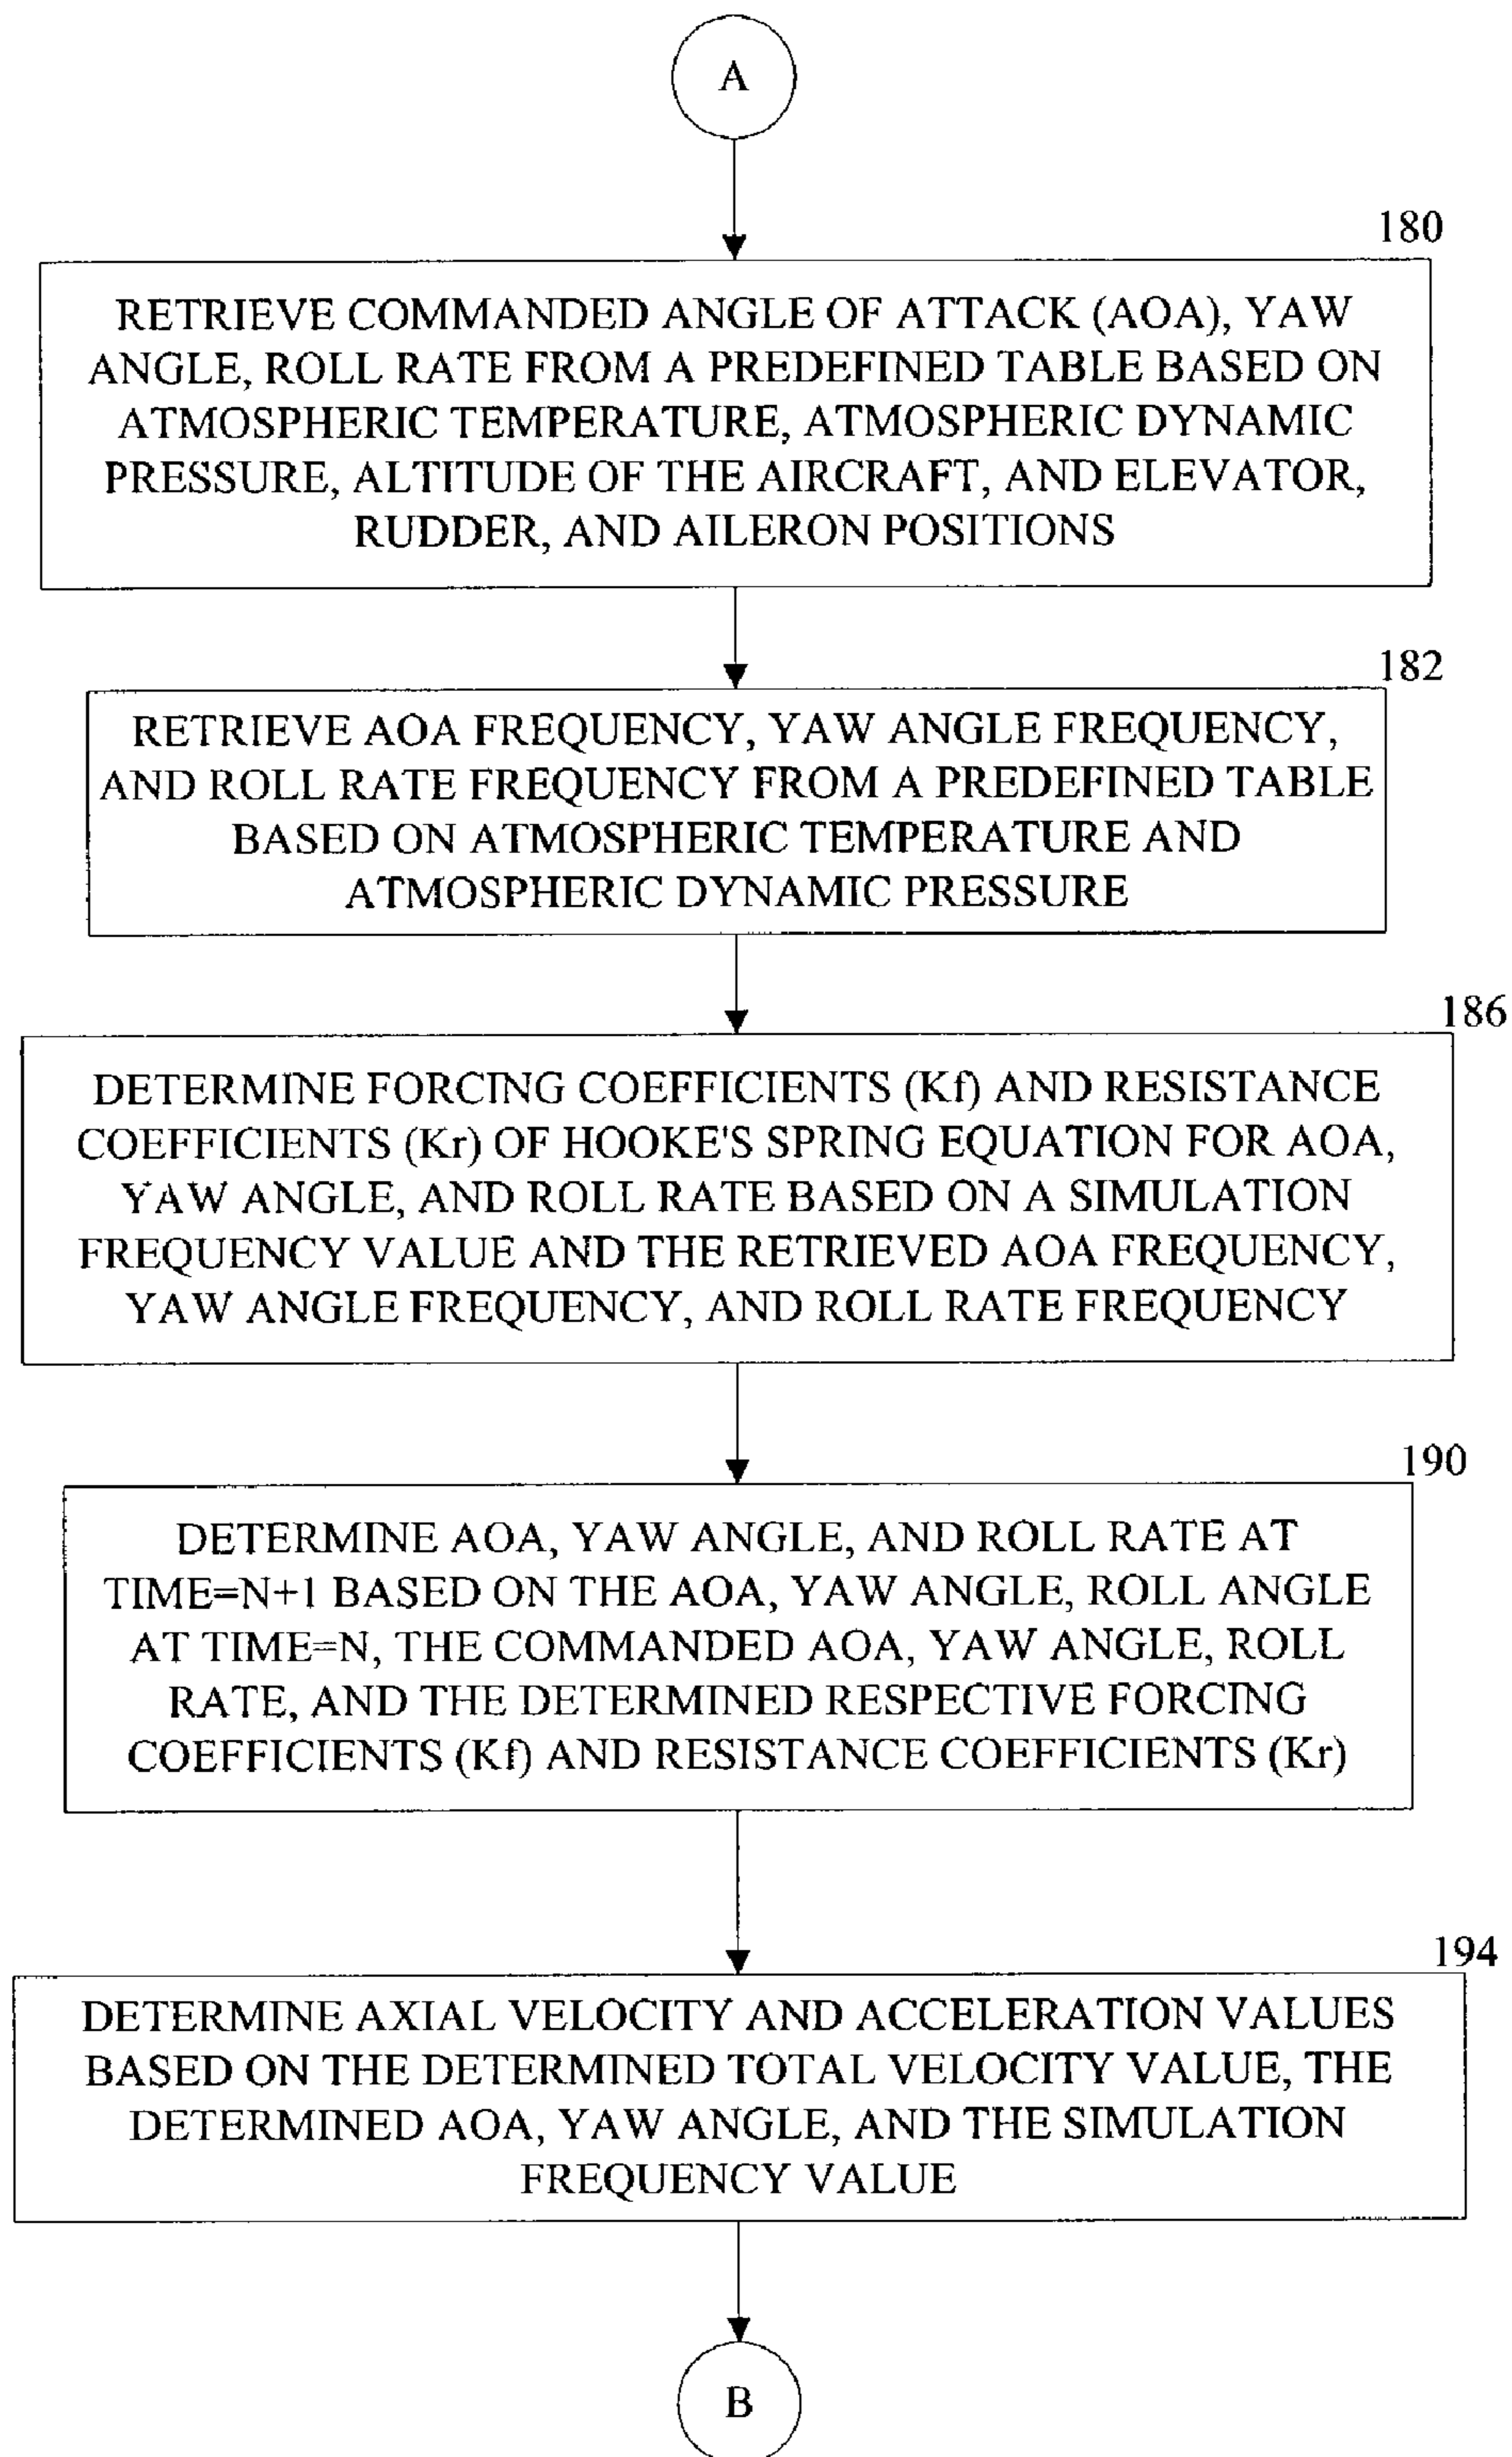 A
180
RETRIEVE COMMANDED ANGLE OF ATTACK (AOA), YAW
ANGLE, ROLL RATE FROM A PREDEFINED TABLE BASED ON
ATMOSPHERIC TEMPERATURE, ATMOSPHERIC DYNAMIC
PRESSURE, ALTITUDE OF THE AIRCRAFT, AND ELEVATOR,
RUDDER, AND AILERON POSITIONS
182
RETRIEVE AOA FREQUENCY, YAW ANGLE FREQUENCY,
AND ROLL RATE FREQUENCY FROM A PREDEFINED TABLE
BASED ON ATMOSPHERIC TEMPERATURE AND
ATMOSPHERIC DYNAMIC PRESSURE
186
DETERMINE FORCING COEFFICIENTS (Kf) AND RESISTANCE
COEFFICIENTS (Kr) OF HOOKE'S SPRING EQUATION FOR AOA,
YAW ANGLE, AND ROLL RATE BASED ON A SIMULATION
FREQUENCY VALUE AND THE RETRIEVED AOA FREQUENCY,
YAW ANGLE FREQUENCY, AND ROLL RATE FREQUENCY
190
DETERMINE AOA, YAW ANGLE, AND ROLL RATE AT
TIME=N+1 BASED ON THE AOA, YAW ANGLE, ROLL ANGLE
AT TIME=N, THE COMMANDED AOA, YAW ANGLE, ROLL
RATE, AND THE DETERMINED RESPECTIVE FORCING
COEFFICIENTS (Kf) AND RESISTANCE COEFFICIENTS (Kr)
194
DETERMINE AXIAL VELOCITY AND ACCELERATION VALUES
BASED ON THE DETERMINED TOTAL VELOCITY VALUE, THE
DETERMINED AOA, YAW ANGLE, AND THE SIMULATION
FREQUENCY VALUE
B